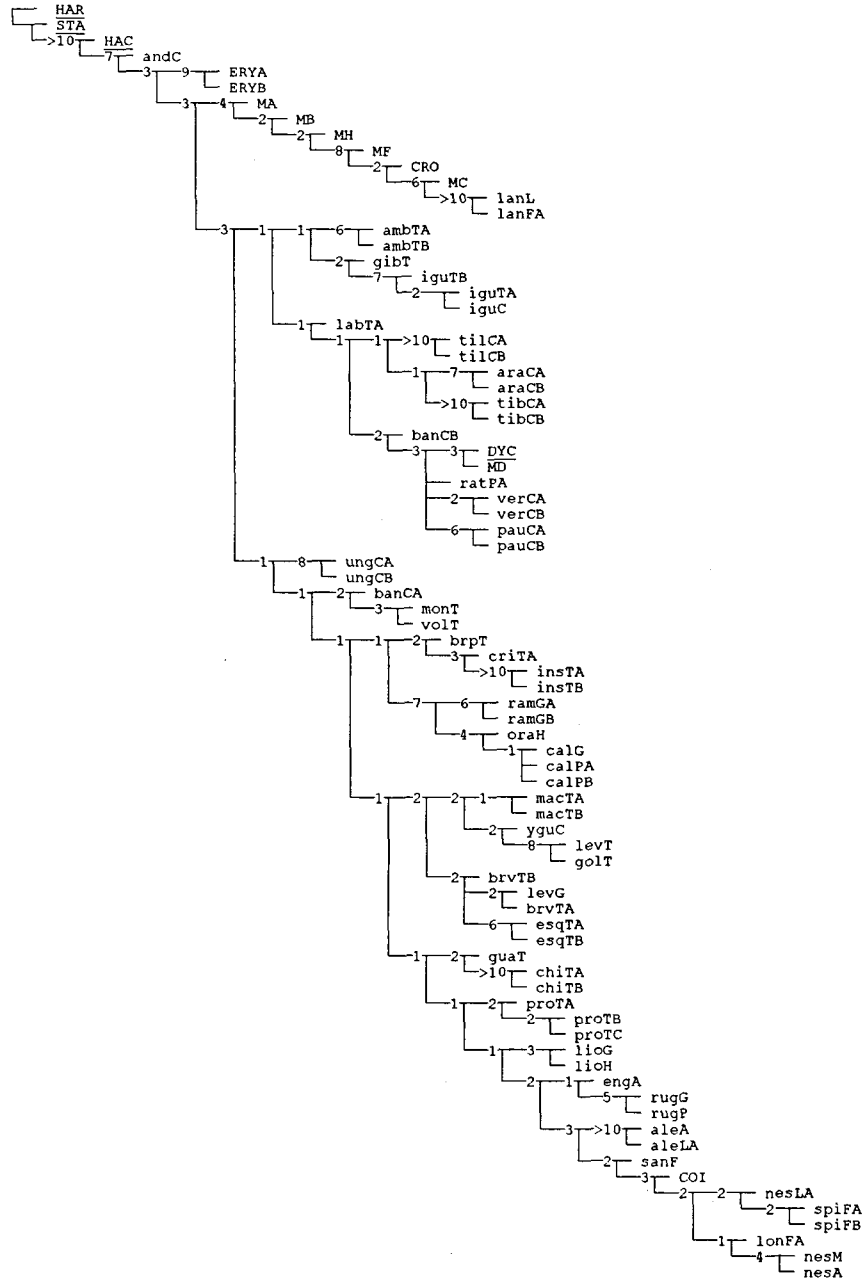 HAR
STA
>10 HAC
7 andC
3 9 ERYA
ERYB
3 4 MA
2 MB
2 MH
8 MF
2 CRO
6 MC
>10 lanL
lanFA
3 1 1 6 ambTA
ambTB
2 gibT
7 iguTB
2 iguTA
iguC
1 labTA
1 1 >10 tilCA
tilCB
1 7 araCA
araCB
>10 tibCA
tibCB
2 banCB
3 3 DYC
MD
ratPA
2 verCA
verCB
6 pauCA
pauCB
1 8 ungCA
ungCB
1 2 banCA
3 monT
volT
1 1 2 brpT
3 criTA
>10 insTA
insTB
7 6 ramGA
ramGB
4 oraH
1 calG
calPA
calPB
1 2 2 1 macTA
macTB
2 yguC
8 levT
golT
2 brvTB
2 levG
brvTA
6 esqTA
esqTB
1 2 guaT
>10 chiTA
chiTB
1 2 proTA
2 proTB
proTC
1 3 lioG
lioH
2 1 engA
5 rugG
rugP
3 >10 aleA
aleLA
2 sanF
3 COI
2 2 nesLA
2 spiFA
spiFB
1 lonFA
4 nesM
nesA